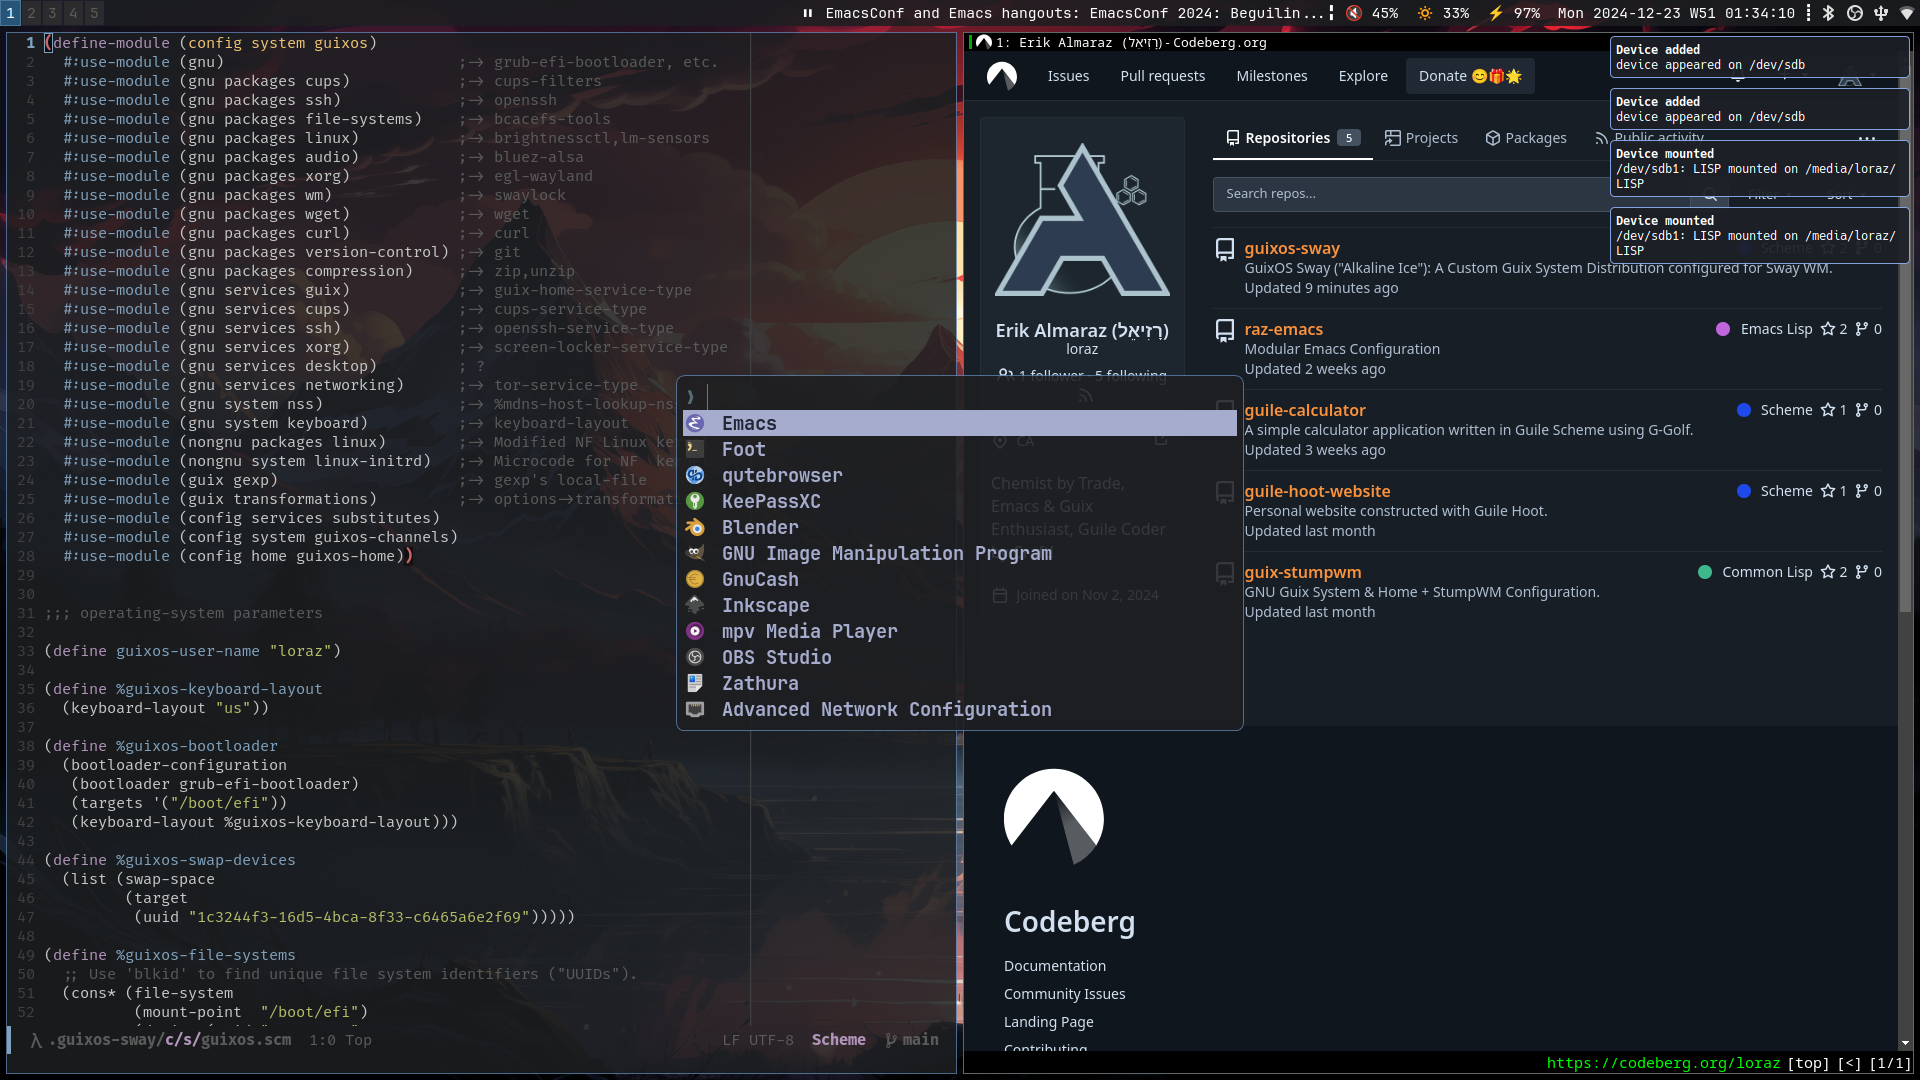 1 2 3 4 5
EmacsConf and Emacs hangouts: EmacsConf 2024: Beguilin... 45% 33% 97% Mon 2024-12-23 W51 01:34:10
1 (define-module (config system guixos)
2 #:use-module (gnu) ;→ grub-efi-bootloader, etc.
3 #:use-module (gnu packages cups) ;→ cups-filters
4 #:use-module (gnu packages ssh) ;→ openssh
5 #:use-module (gnu packages file-systems) ;→ bcacefs-tools
6 #:use-module (gnu packages linux) ;→ brightnessctl,lm-sensors
7 #:use-module (gnu packages audio) ;→ bluez-alsa
8 #:use-module (gnu packages xorg) ;→ egl-wayland
9 #:use-module (gnu packages wm) ;→ swaylock
10 #:use-module (gnu packages wget) ;→ wget
11 #:use-module (gnu packages curl) ;→ curl
12 #:use-module (gnu packages version-control) ;→ git
13 #:use-module (gnu packages compression) ;→ zip,unzip
14 #:use-module (gnu services guix) ;→ guix-home-service-type
15 #:use-module (gnu services cups) ;→ cups-service-type
16 #:use-module (gnu services ssh) ;→ openssh-service-type
17 #:use-module (gnu services xorg) ;→ screen-locker-service-type
18 #:use-module (gnu services desktop) ; ?
19 #:use-module (gnu services networking) ;→ tor-service-type
20 #:use-module (gnu system nss) ;→ %mdns-host-lookup-ns
21 #:use-module (gnu system keyboard) ;→ keyboard-layout
22 #:use-module (nongnu packages linux) ;→ Modified NF Linux ke
23 #:use-module (nongnu system linux-initrd) ;→ Microcode for NF ke
24 #:use-module (guix gexp) ;→ gexp's local-file
25 #:use-module (guix transformations) ;→ options→transformat
26 #:use-module (config services substitutes)
27 #:use-module (config system guixos-channels)
28 #:use-module (config home guixos-home))
29
30
31 ;;; operating-system parameters
32
33 (define guixos-user-name "loraz")
34
35 (define %guixos-keyboard-layout
36 (keyboard-layout "us"))
37
38 (define %guixos-bootloader
39 (bootloader-configuration
40 (bootloader grub-efi-bootloader)
41 (targets '("/boot/efi"))
42 (keyboard-layout %guixos-keyboard-layout)))
43
44 (define %guixos-swap-devices
45 (list (swap-space
46 (target
47 (uuid "1c3244f3-16d5-4bca-8f33-c6465a6e2f69")))))
48
49 (define %guixos-file-systems
50 ;; Use 'blkid' to find unique file system identifiers ("UUIDs").
51 (cons* (file-system
52 (mount-point "/boot/efi")
λ .guixos-sway/c/s/guixos.scm 1:0 Top LF UTF-8 Scheme main
Emacs
Foot
qutebrowser
KeePassXC
Blender
GNU Image Manipulation Program
GnuCash
Inkscape
mpv Media Player
OBS Studio
Zathura
Advanced Network Configuration
1: Erik Almaraz (רָזִיאֵל) - Codeberg.org
Issues Pull requests Milestones Explore Donate 😊🎁🌟
Device added
device appeared on /dev/sdb
Device added
device appeared on /dev/sdb
Device mounted
/dev/sdb1: LISP mounted on /media/loraz/
LISP
Device mounted
/dev/sdb1: LISP mounted on /media/loraz/
LISP
Repositories 5 Projects Packages Public activity
Search repos...
Filter Sort
Erik Almaraz (רָזִיאֵל)
loraz
1 follower · 5 following
CA
Chemist by Trade,
Emacs & Guix
Enthusiast, Guile Coder
Joined on Nov 2, 2024
guixos-sway
Scheme 2 0
GuixOS Sway ("Alkaline Ice"): A Custom Guix System Distribution configured for Sway WM.
Updated 9 minutes ago
raz-emacs Emacs Lisp 2 0
Modular Emacs Configuration
Updated 2 weeks ago
guile-calculator Scheme 1 0
A simple calculator application written in Guile Scheme using G-Golf.
Updated 3 weeks ago
guile-hoot-website Scheme 1 0
Personal website constructed with Guile Hoot.
Updated last month
guix-stumpwm Common Lisp 2 0
GNU Guix System & Home + StumpWM Configuration.
Updated last month
Codeberg
Documentation
Community Issues
Landing Page
Contributing
https://codeberg.org/loraz [top] [<] [1/1]